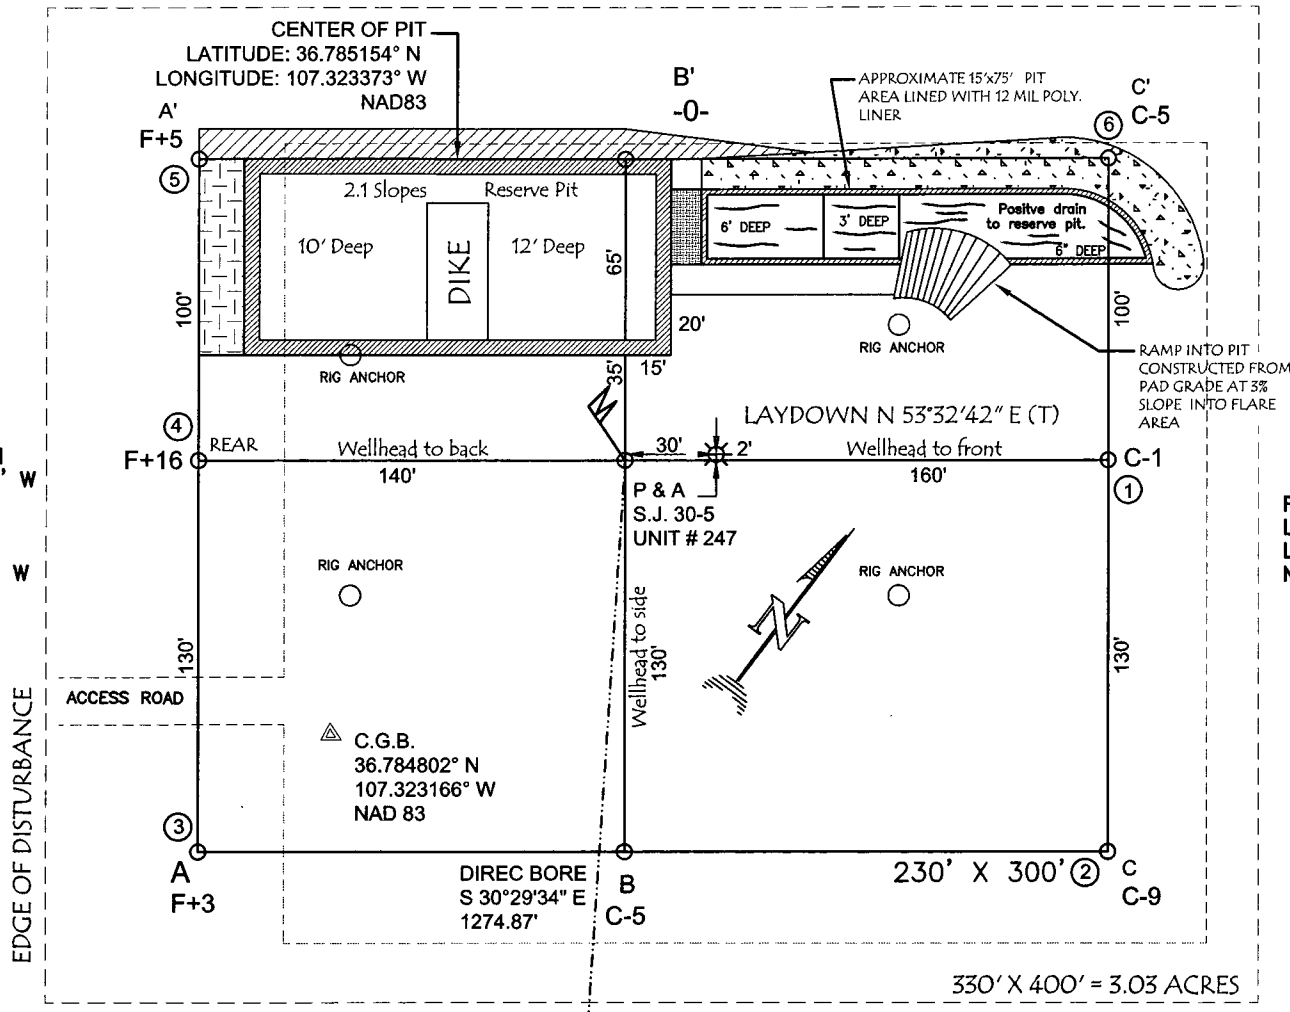 CENTER OF PIT
LATITUDE: 36.785154° N
LONGITUDE: 107.323373° W
NAD83
A'
F+5
5
B'
-0-
APPROXIMATE 15'x75' PIT
AREA LINED WITH 12 MIL POLY.
LINER
C'
6 C-5
2.1 Slopes
Reserve Pit
10' Deep
DIKE
12' Deep
65'
6' DEEP
3' DEEP
Positve drain
to reserve pit.
6" DEEP
100'
100'
20'
15'
35'
RIG ANCHOR
RIG ANCHOR
RAMP INTO PIT
CONSTRUCTED FROM
PAD GRADE AT 3%
SLOPE INTO FLARE
AREA
LAYDOWN N 53°32'42" E (T)
4
REAR
Wellhead to back
30'
2'
Wellhead to front
F+16
140'
160'
C-1
1
W
P & A
S.J. 30-5
UNIT # 247
W
RIG ANCHOR
RIG ANCHOR
N
Wellhead to side
130'
130'
130'
ACCESS ROAD
EDGE OF DISTURBANCE
C.G.B.
36.784802° N
107.323166° W
NAD 83
3
A
F+3
DIREC BORE
S 30°29'34" E
1274.87'
B
C-5
230' X 300'
2
C
C-9
330' X 400' = 3.03 ACRES